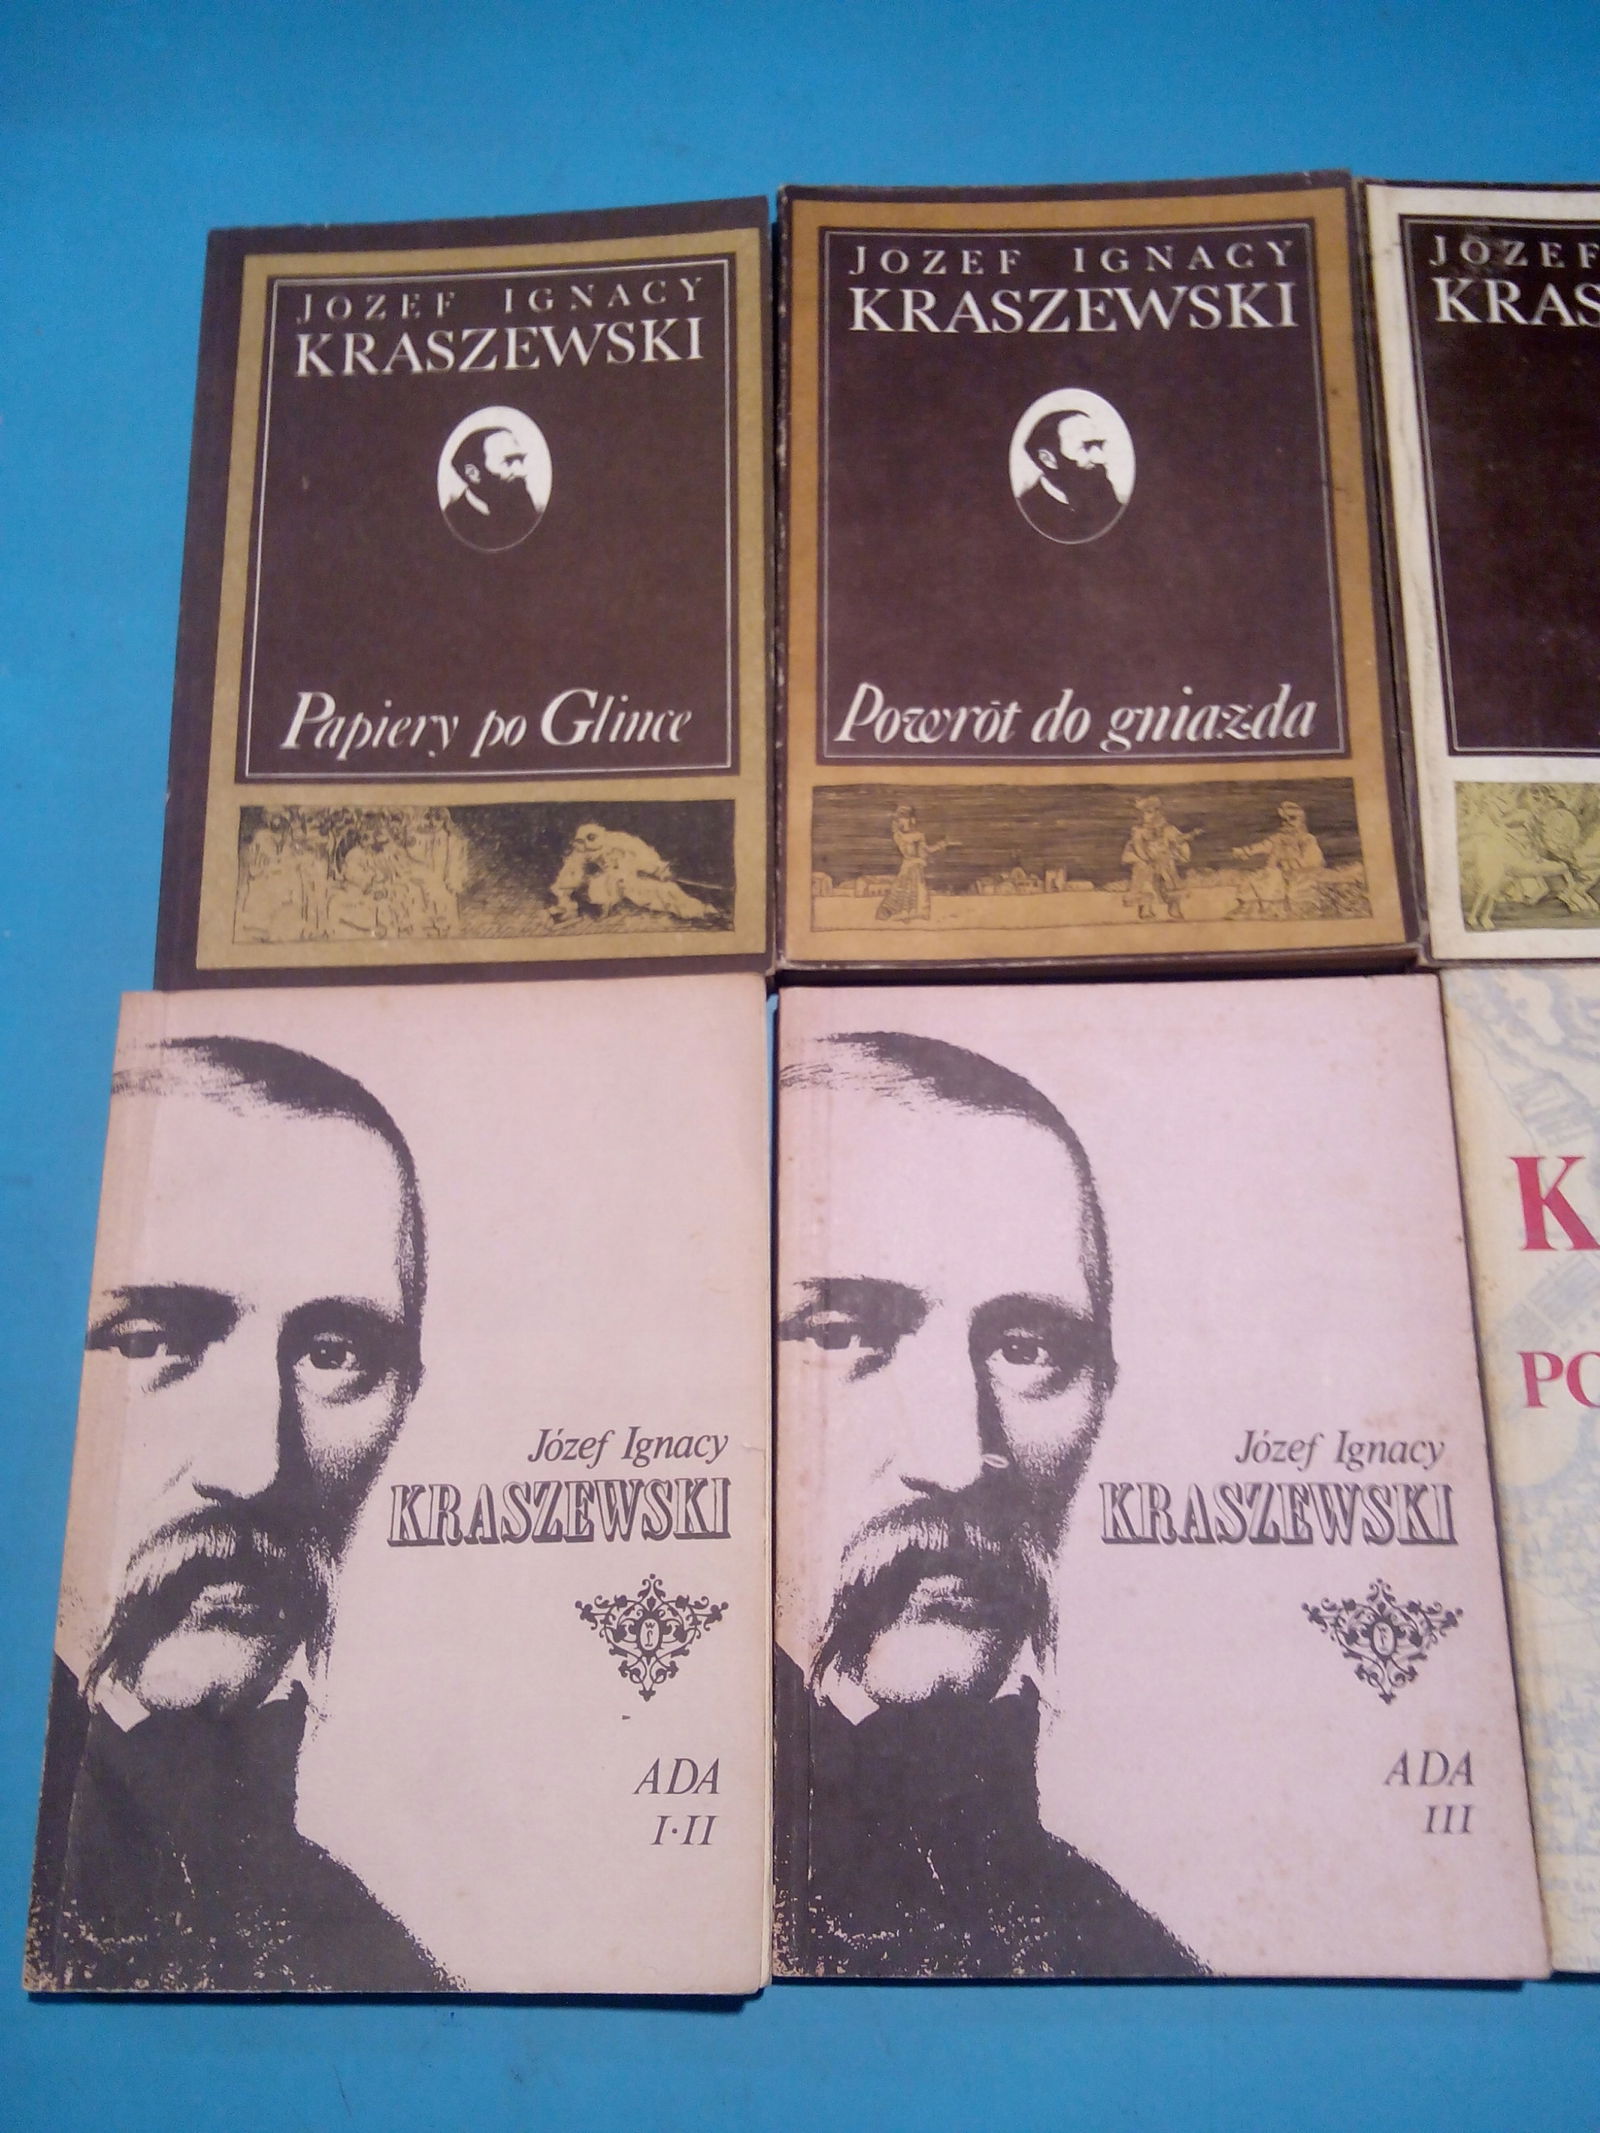 JOZEF IGNACY
KRASZEWSKI
Papiery po Glince
JOZEF IGNACY
KRASZEWSKI
Powrót do gniazda
JOZEF
KRAS
Józef Ignacy
KRASZEWSKI
ADA
I·II
Józef Ignacy
KRASZEWSKI
ADA
III
K
PO